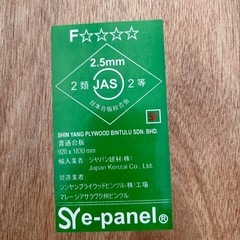 F☆☆☆☆
2.5mm
2類 JAS 2等
日本合板検査会
SHIN YANG PLYWOOD BINTULU SDN. BHD.
普通合板
920 x 1830 mm
輸入業者： ジャパン建材(株)
Japan Kenzai Co., Ltd.
製造業者：
シンヤンプライウッドビンツル(株)工場
マレーシアサラワク州ビンツル
SY e-panel®